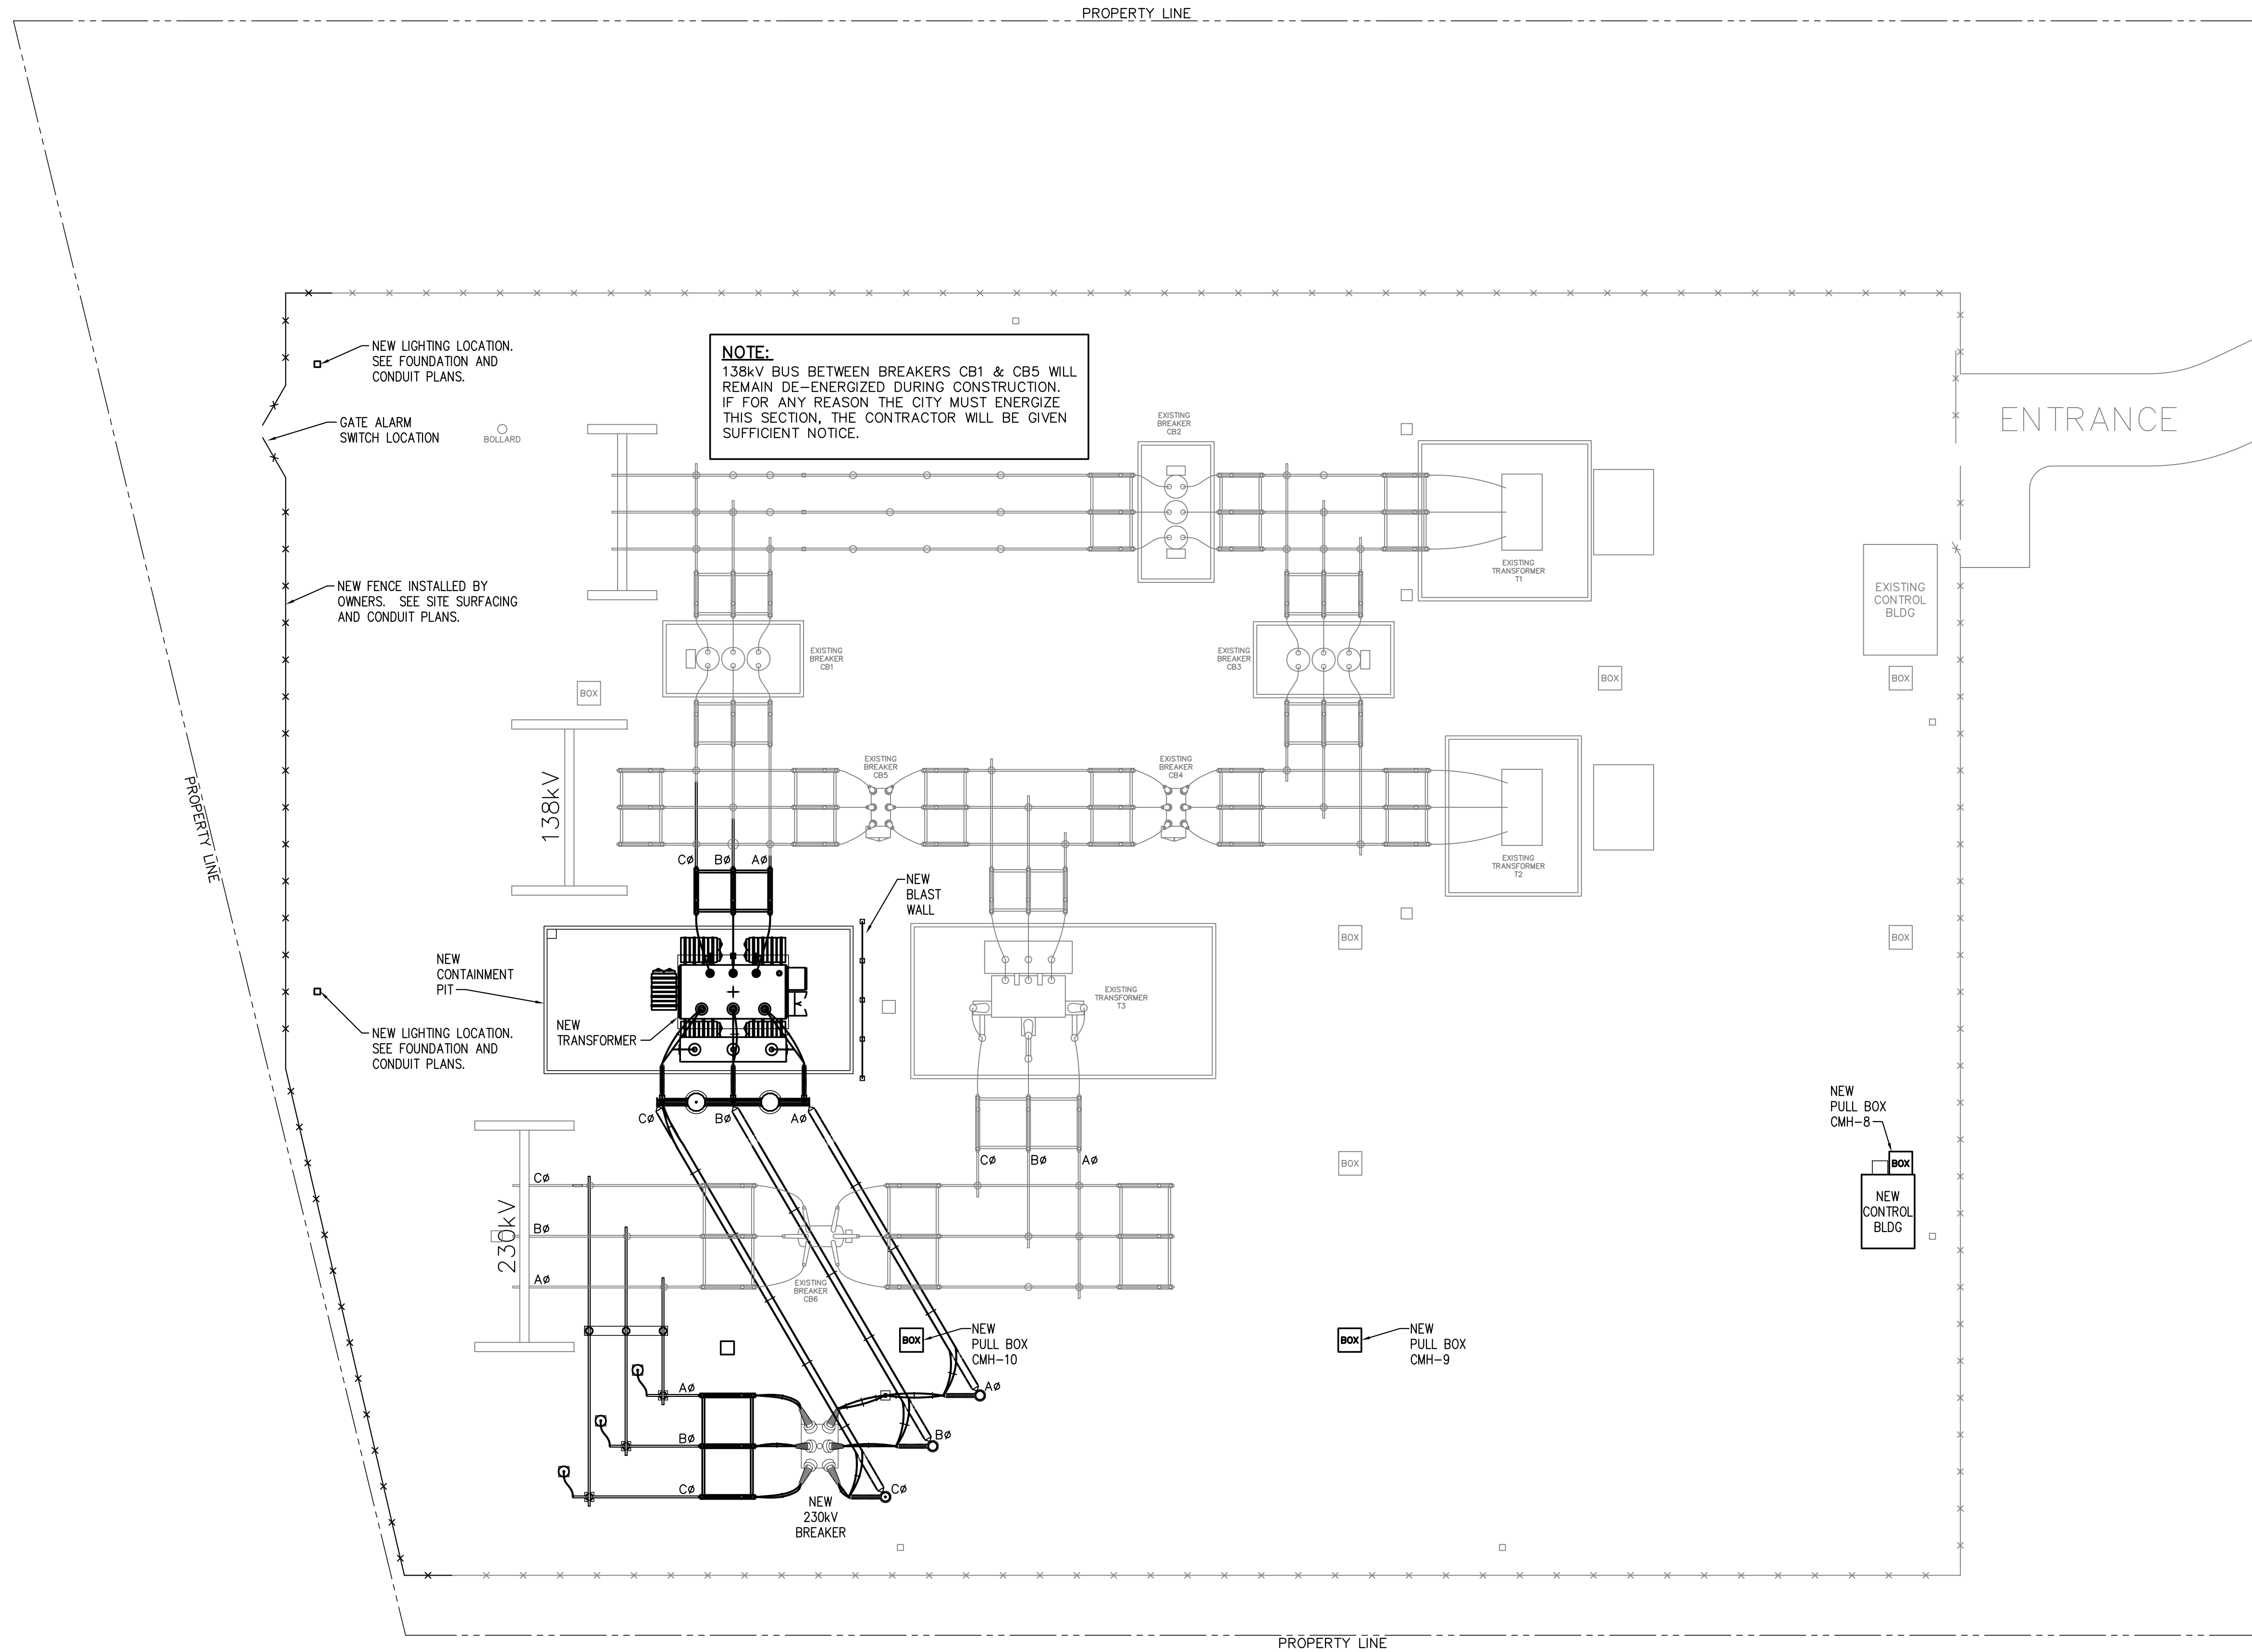 PROPERTY LINE
NEW LIGHTING LOCATION.
SEE FOUNDATION AND
CONDUIT PLANS.
NOTE:
138kV BUS BETWEEN BREAKERS CB1 & CB5 WILL
REMAIN DE-ENERGIZED DURING CONSTRUCTION.
IF FOR ANY REASON THE CITY MUST ENERGIZE
THIS SECTION, THE CONTRACTOR WILL BE GIVEN
SUFFICIENT NOTICE.
GATE ALARM
SWITCH LOCATION
BOLLARD
EXISTING
BREAKER
CB2
ENTRANCE
EXISTING
TRANSFORMER
T1
NEW FENCE INSTALLED BY
OWNERS. SEE SITE SURFACING
AND CONDUIT PLANS.
EXISTING
CONTROL
BLDG
EXISTING
BREAKER
CB1
EXISTING
BREAKER
CB3
BOX
BOX
BOX
PROPERTY LINE
138kV
EXISTING
BREAKER
CB5
EXISTING
BREAKER
CB4
EXISTING
TRANSFORMER
T2
CØ
BØ
AØ
NEW
BLAST
WALL
BOX
BOX
NEW
CONTAINMENT
PIT
NEW
TRANSFORMER
EXISTING
TRANSFORMER
T3
NEW LIGHTING LOCATION.
SEE FOUNDATION AND
CONDUIT PLANS.
CØ
BØ
AØ
NEW
PULL BOX
CMH-8
BOX
CØ
BØ
AØ
BOX
NEW
CONTROL
BLDG
230kV
CØ
BØ
AØ
EXISTING
BREAKER
CB6
BOX
NEW
PULL BOX
CMH-10
BOX
NEW
PULL BOX
CMH-9
AØ
AØ
BØ
BØ
CØ
CØ
NEW
230kV
BREAKER
PROPERTY LINE